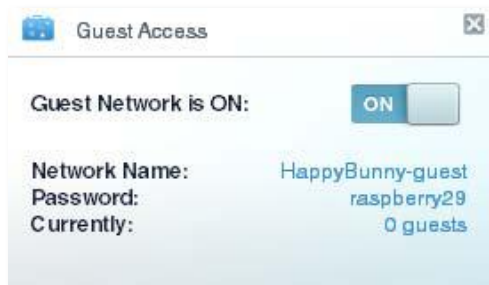 Guest Access
Guest Network is ON: ON
Network Name: HappyBunny-guest
Password: raspberry29
Currently: 0 guests